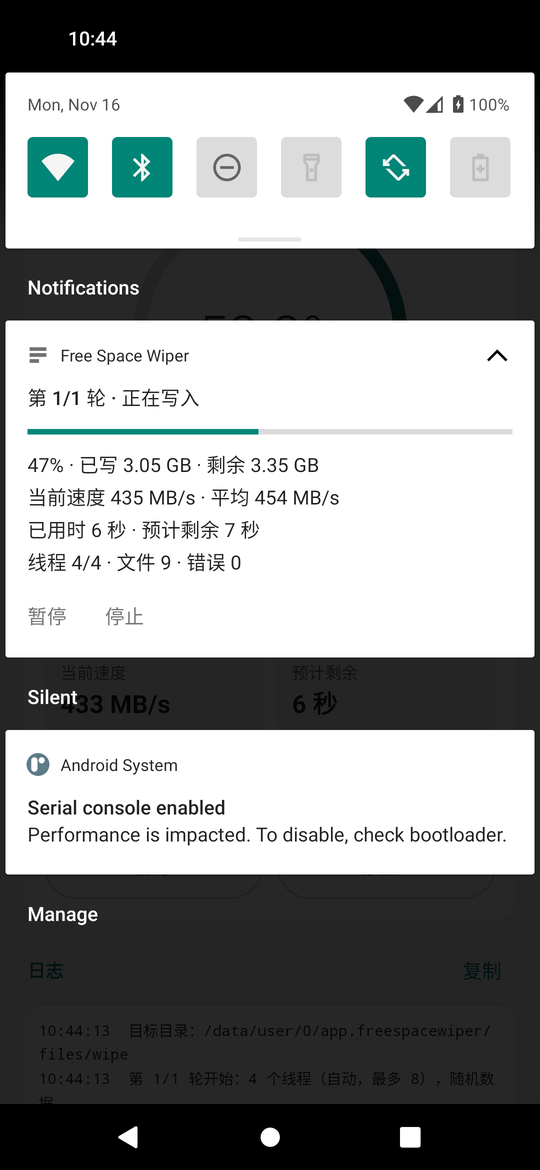 10:44
Mon, Nov 16
100%
Notifications
Free Space Wiper
第 1/1 轮 · 正在写入
47% · 已写 3.05 GB · 剩余 3.35 GB
当前速度 435 MB/s · 平均 454 MB/s
已用时 6 秒 · 预计剩余 7 秒
线程 4/4 · 文件 9 · 错误 0
暂停 停止
当前速度 预计剩余
Silent
433 MB/s 6 秒
Android System
Serial console enabled
Performance is impacted. To disable, check bootloader.
Manage
日志 复制
10:44:13 目标目录: /data/user/0/app.freespacewiper/
files/wipe
10:44:13 第 1/1 轮开始: 4 个线程（自动，最多 8），随机数
据